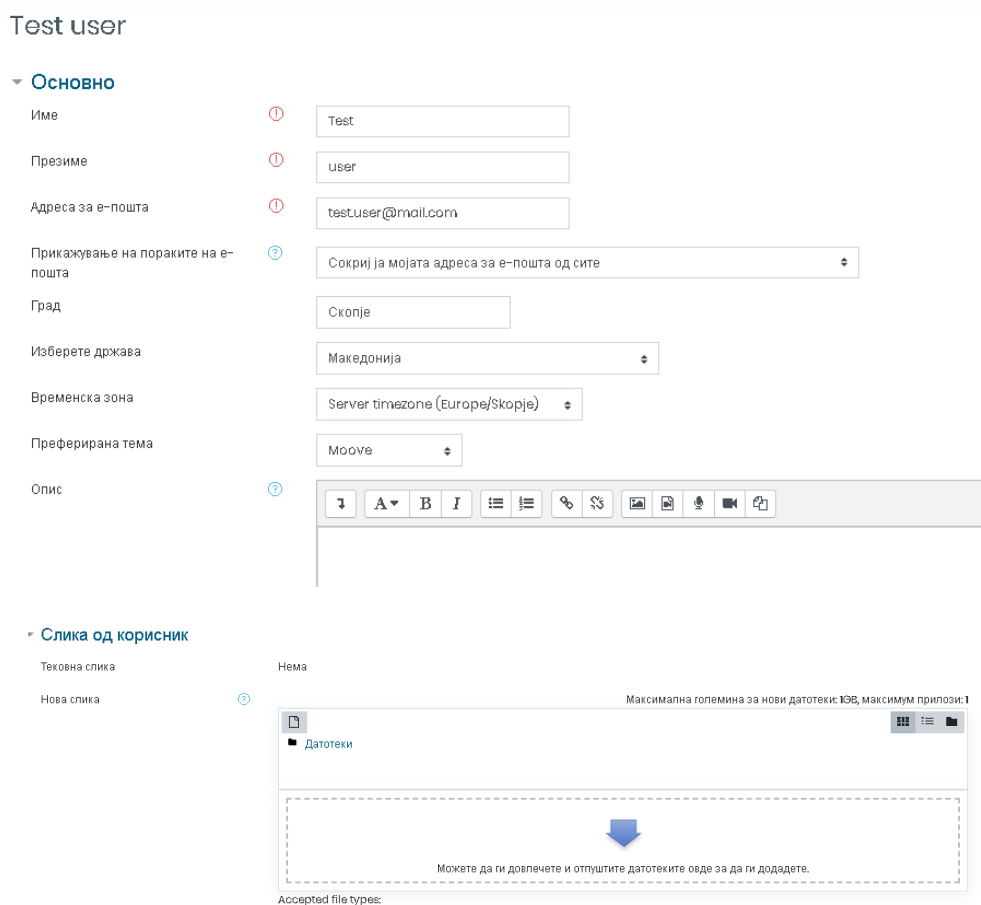 Test user
Основно
Име
Test
Презиме
user
Адреса за е-пошта
test.user@mail.com
Прикажување на пораките на е-
пошта
Сокриј ја мојата адреса за е-пошта од сите
Град
Скопје
Изберете држава
Македонија
Временска зона
Server timezone (Europe/Skopje)
Преферирана тема
Moove
Опис
Слика од корисник
Тековна слика
Нема
Нова слика
Максимална големина за нови датотеки: 1GB, максимум прилози: 1
Датотеки
Можете да ги довлечете и отпуштите датотеките овде за да ги додадете.
Accepted file types: